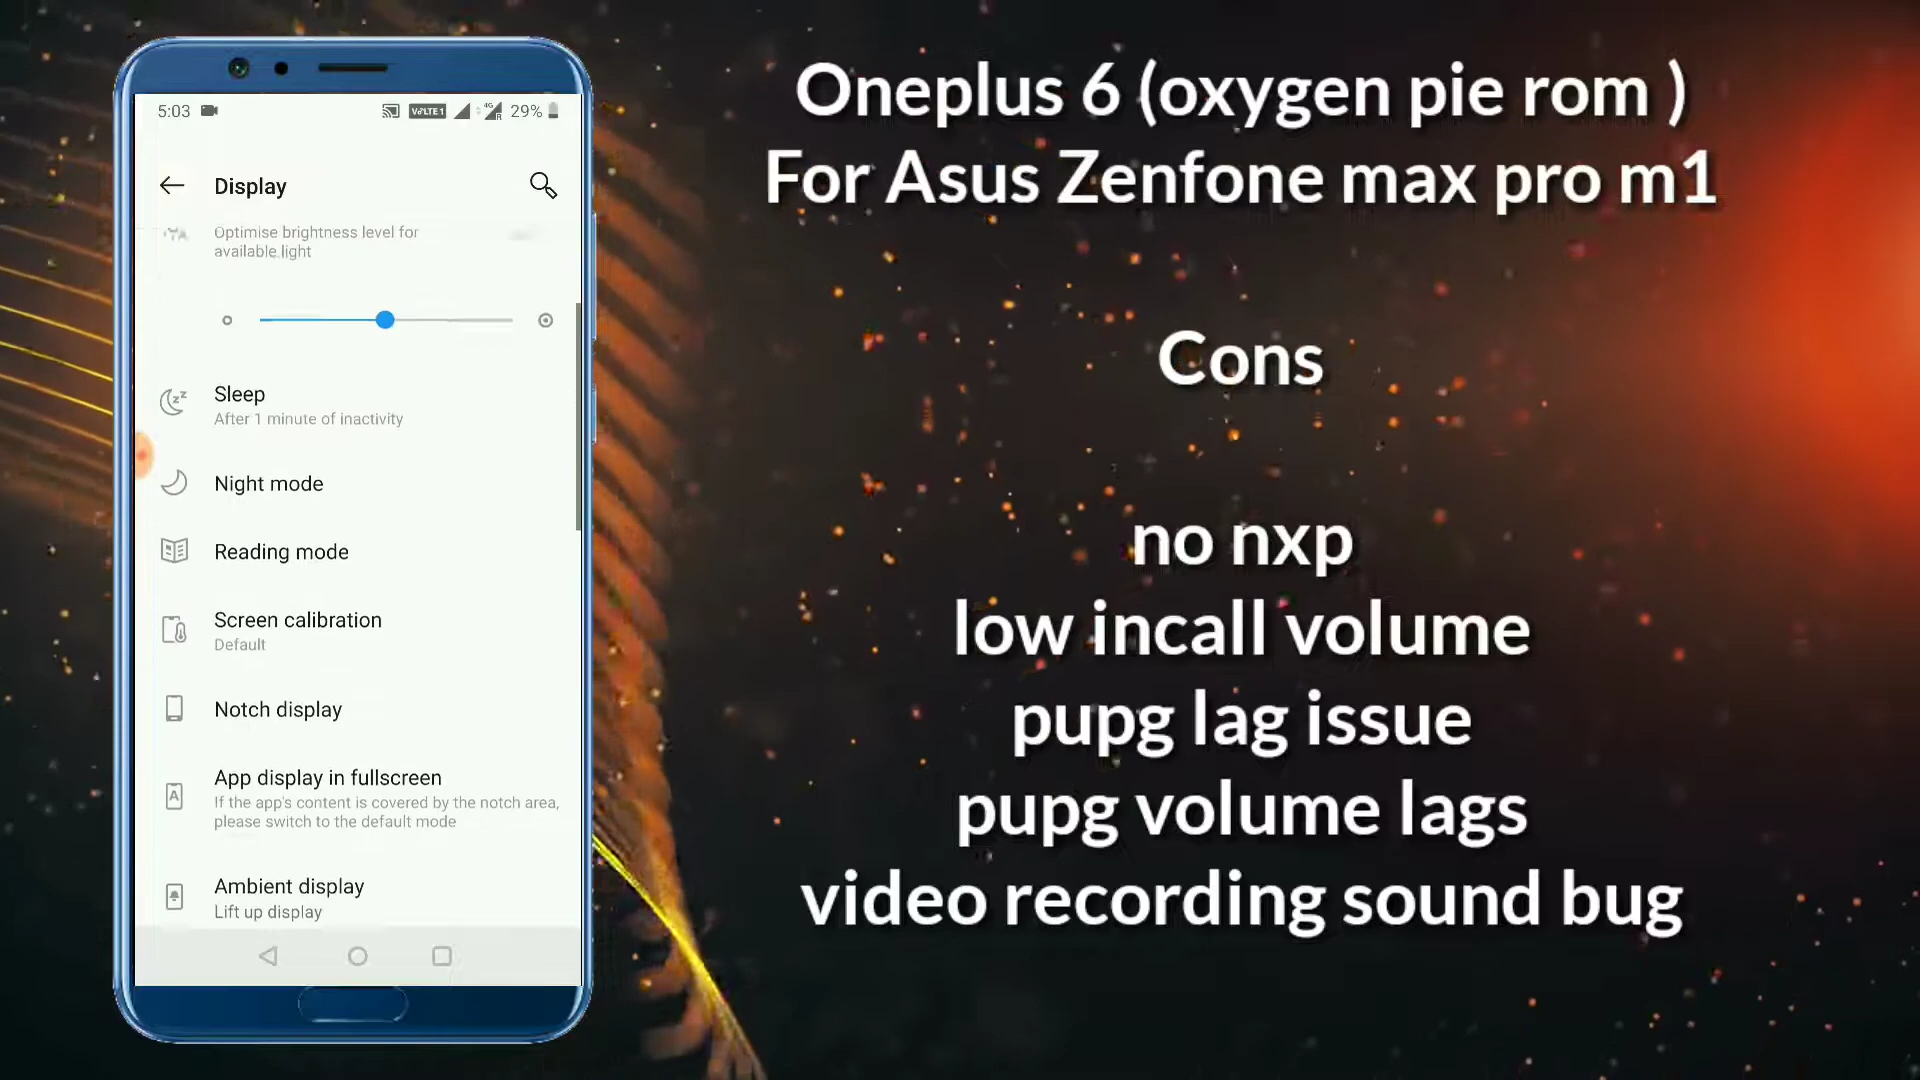 5:03
VoLTE1
4G
R
29%
Display
Optimise brightness level for
available light
Sleep
After 1 minute of inactivity
Night mode
Reading mode
Screen calibration
Default
Notch display
App display in fullscreen
If the app's content is covered by the notch area,
please switch to the default mode
Ambient display
Lift up display
Oneplus 6 (oxygen pie rom )
For Asus Zenfone max pro m1
Cons
no nxp
low incall volume
pupg lag issue
pupg volume lags
video recording sound bug